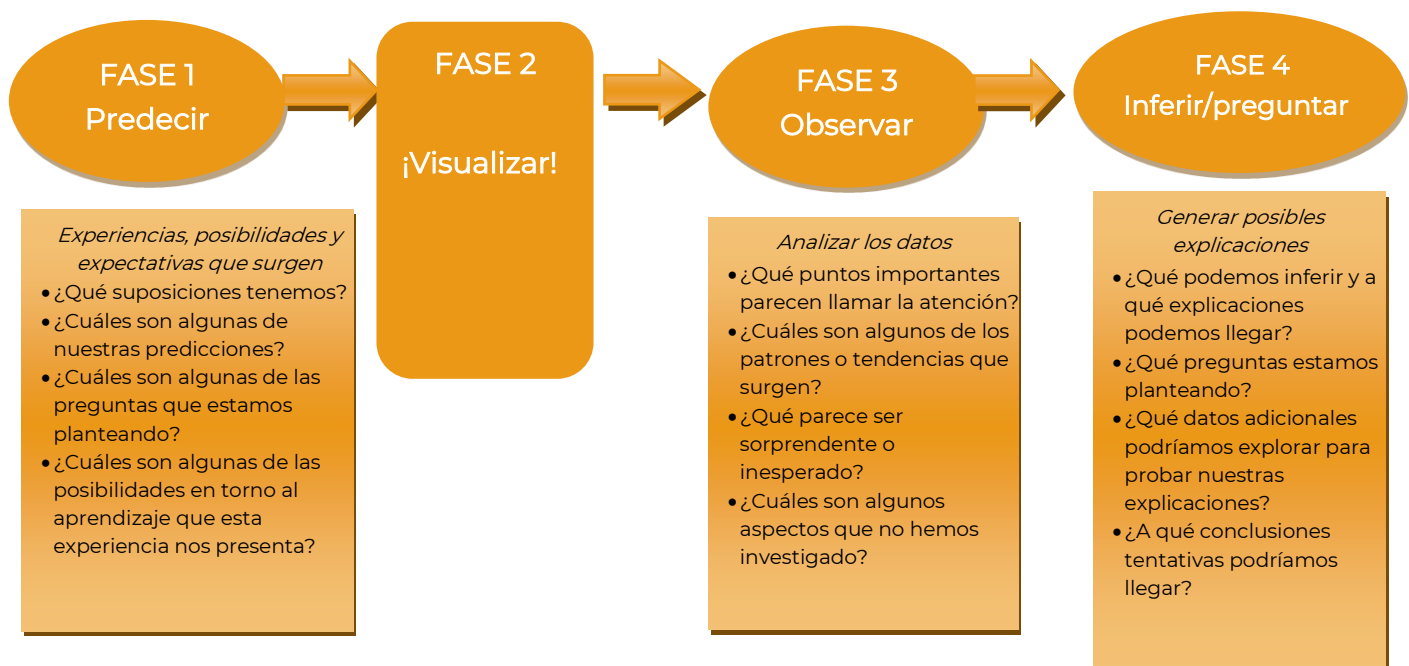 FASE 1
Predecir
Experiencias, posibilidades y
expectativas que surgen
• ¿Qué suposiciones tenemos?
• ¿Cuáles son algunas de
nuestras predicciones?
• ¿Cuáles son algunas de las
preguntas que estamos
planteando?
• ¿Cuáles son algunas de las
posibilidades en torno al
aprendizaje que esta
experiencia nos presenta?
FASE 2
¡Visualizar!
FASE 3
Observar
Analizar los datos
• ¿Qué puntos importantes
parecen llamar la atención?
• ¿Cuáles son algunos de los
patrones o tendencias que
surgen?
• ¿Qué parece ser
sorprendente o
inesperado?
• ¿Cuáles son algunos
aspectos que no hemos
investigado?
FASE 4
Inferir/preguntar
Generar posibles
explicaciones
• ¿Qué podemos inferir y a
qué explicaciones
podemos llegar?
• ¿Qué preguntas estamos
planteando?
• ¿Qué datos adicionales
podríamos explorar para
probar nuestras
explicaciones?
• ¿A qué conclusiones
tentativas podríamos
llegar?